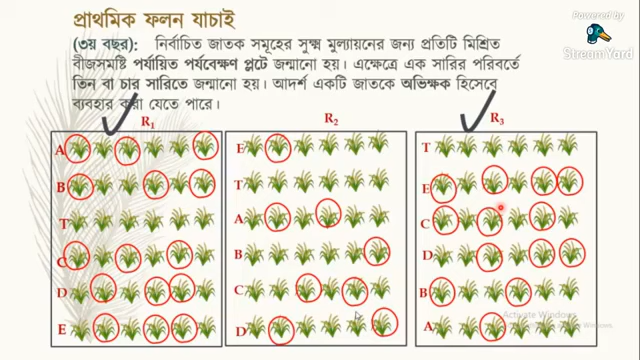 প্রাথমিক ফলন যাচাই
Powered by
StreamYard
(৩য় বছর) : নির্বাচিত জাতক সমূহের সুক্ষ্ম মুল্যায়নের জন্য প্রতিটি মিশ্রিত
বীজসমষ্টি পর্যায়িত পর্যবেক্ষণ প্লটে জন্মানো হয়। এক্ষেত্রে এক সারির পরিবর্তে
তিন বা চার সারিতে জন্মানো হয়। আদর্শ একটি জাতকে অভিক্ষক হিসেবে
ব্যবহার করা যেতে পারে।
R1 R2 R3
A E T
B T E
T A C
C B D
D C B
E D A
Activate Windows